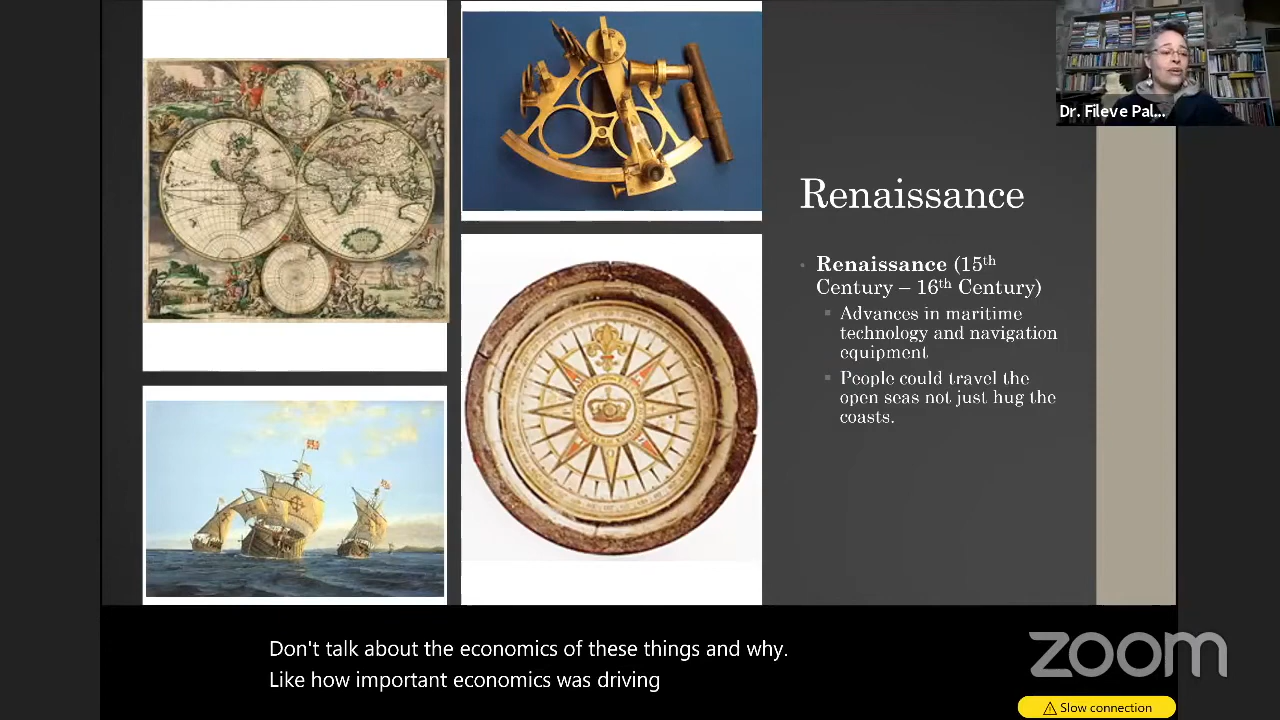 Dr. Fileve Pal...
Renaissance
Renaissance (15th
Century – 16th Century)
Advances in maritime
technology and navigation
equipment
People could travel the
open seas not just hug the
coasts.
Don't talk about the economics of these things and why.
Like how important economics was driving
zoom
Slow connection